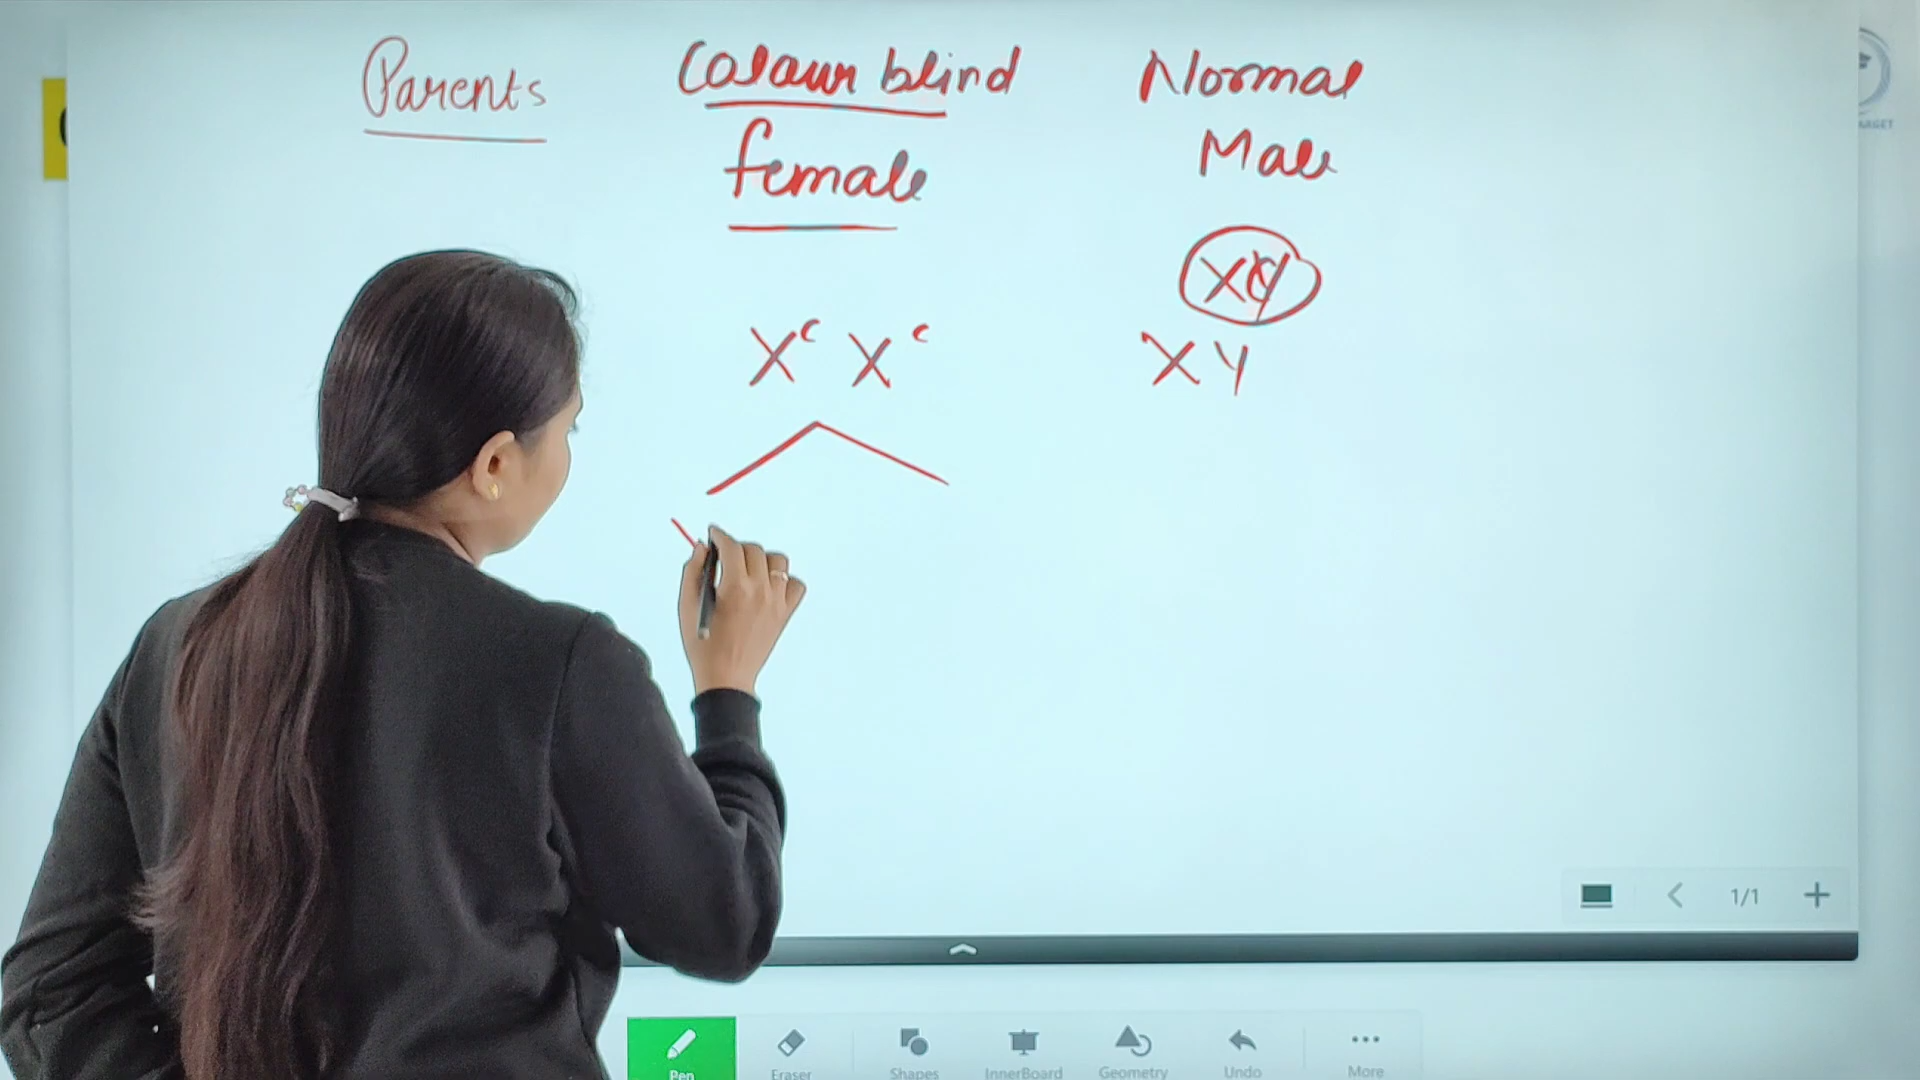 Parents
Colour blind
female
Normal
Male
XY
Xᶜ Xᶜ
X Y
1/1
Pen
Eraser
Shapes
InnerBoard
Geometry
Undo
More